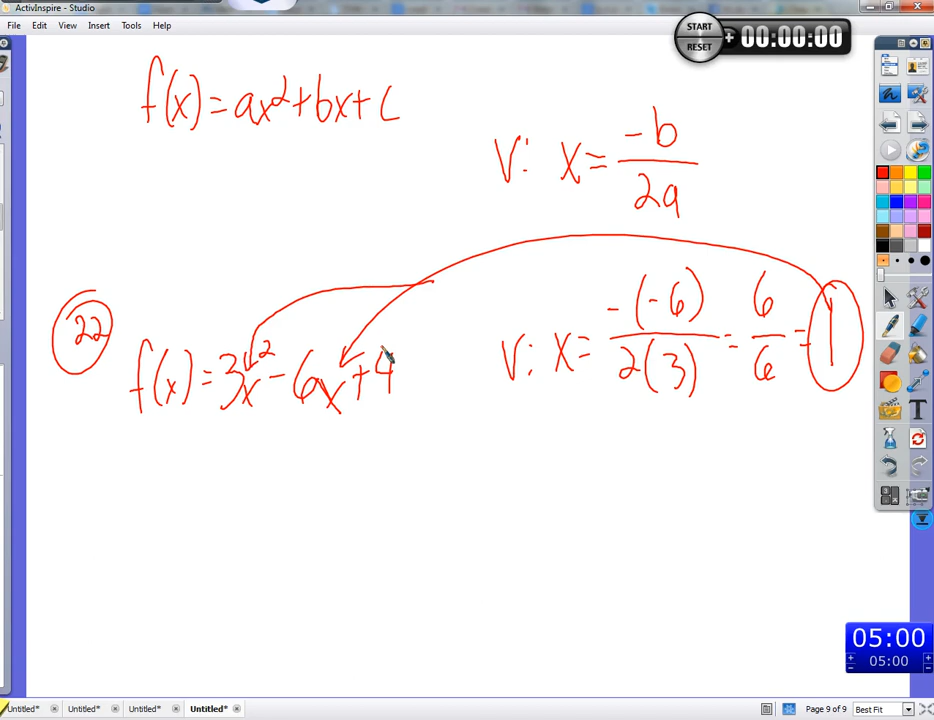 ActivInspire - Studio
File Edit View Insert Tools Help
START
RESET
00:00:00
f(x) = ax² + bx + c
V: x = -b / 2a
22
f(x) = 3x² - 6x + 4
V: x = -(-6) / 2(3) = 6 / 6 = 1
05:00
05:00
Untitled* Untitled* Untitled* Untitled*
Page 9 of 9 Best Fit